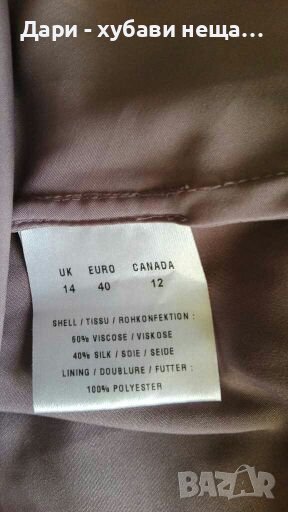 Дари - хубави неща...
UK EURO CANADA
14 40 12
SHELL / TISSU / ROHKONFEKTION :
60% VISCOSE / VISKOSE
40% SILK / SOIE / SEIDE
LINING / DOUBLURE / FUTTER :
100% POLYESTER
BAZAR